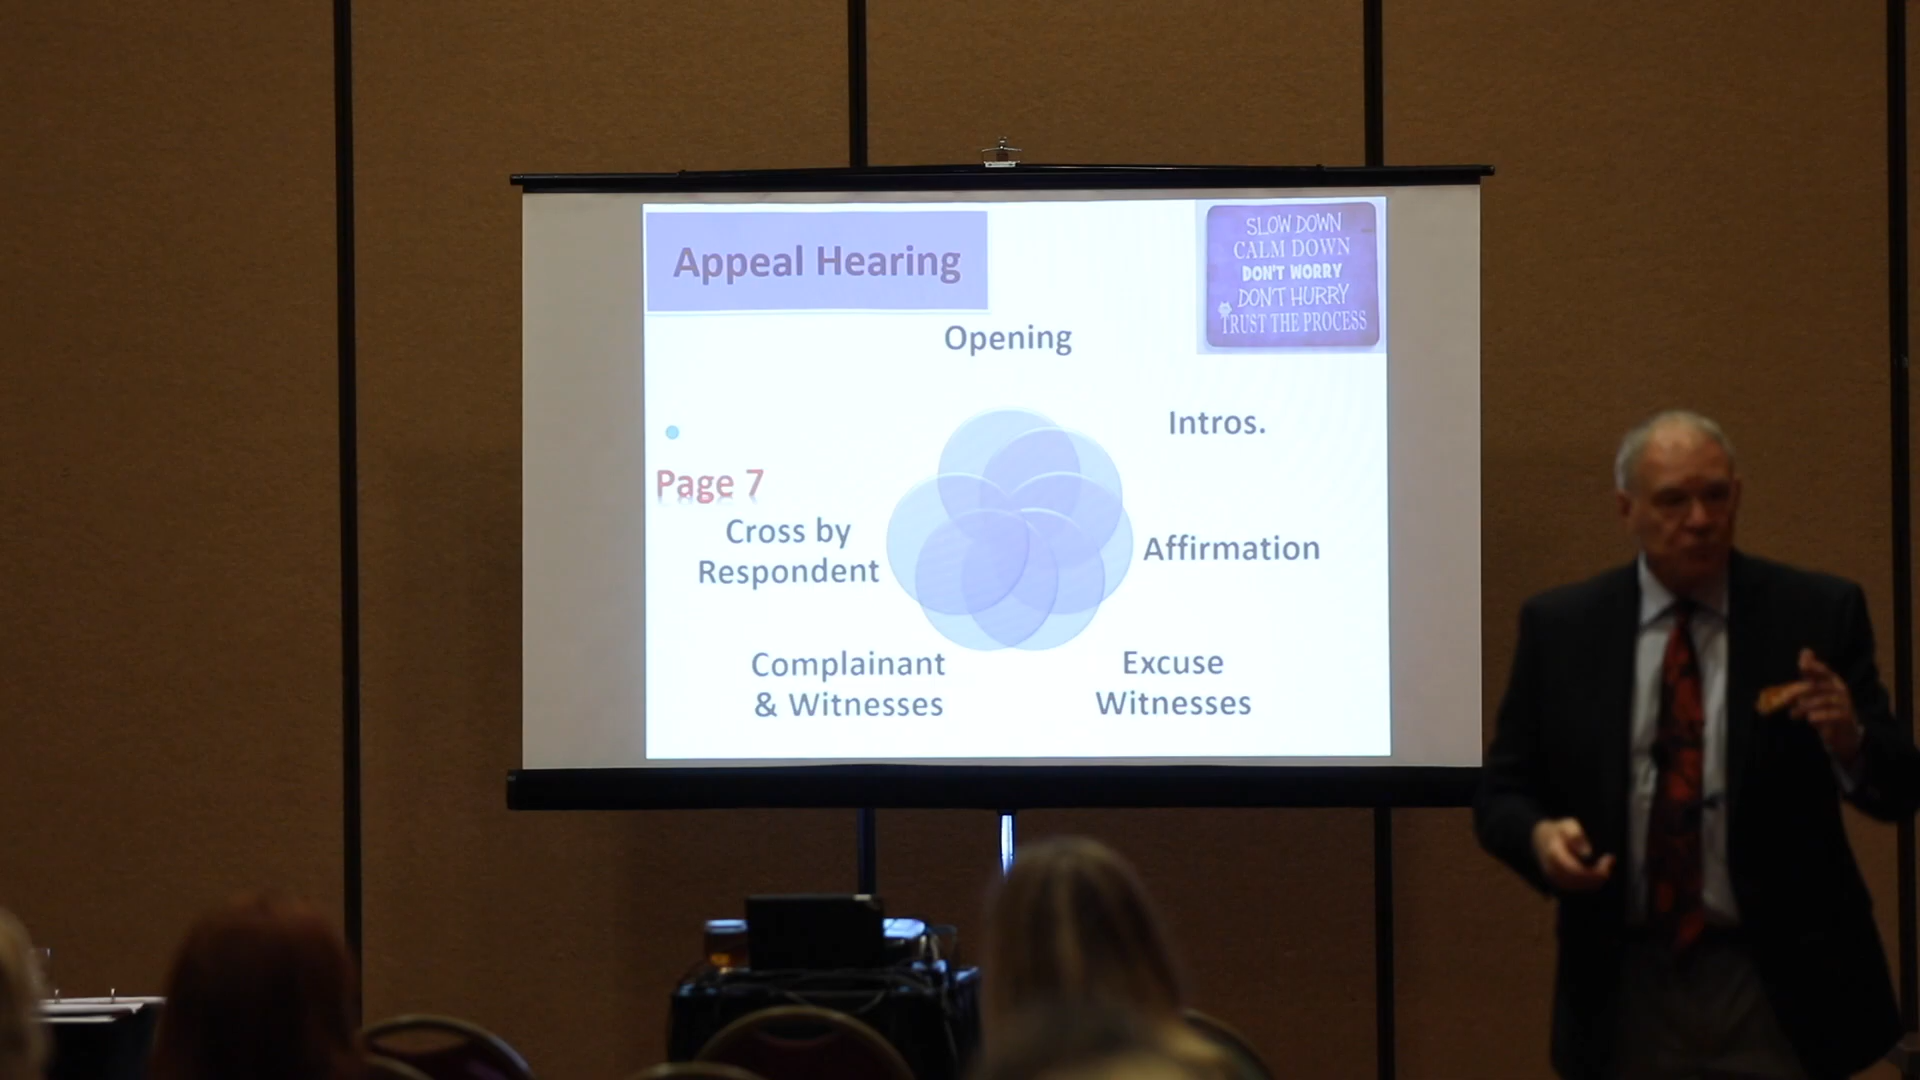 Appeal Hearing
SLOW DOWN
CALM DOWN
DON'T WORRY
DON'T HURRY
TRUST THE PROCESS
Opening
Intros.
Page 7
Cross by
Respondent
Affirmation
Complainant
& Witnesses
Excuse
Witnesses